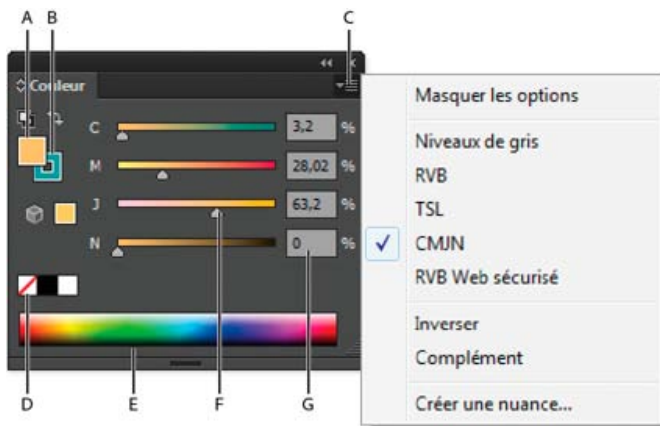 A B C
Couleur
C 3,2 %
M 28,02 %
J 63,2 %
N 0 %
D E F G
Masquer les options
Niveaux de gris
RVB
TSL
✓ CMJN
RVB Web sécurisé
Inverser
Complément
Créer une nuance...